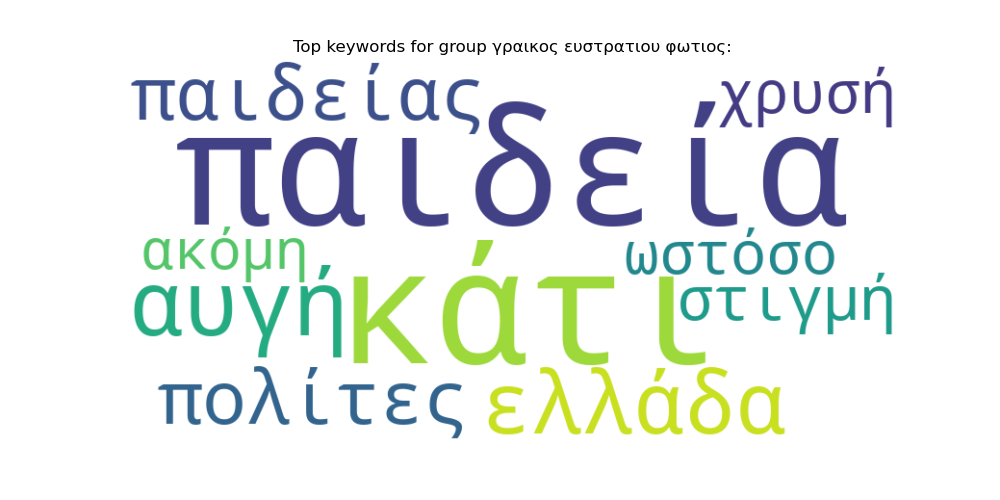 Top keywords for group γραικος ευστρατιου φωτιος:
παιδείας
χρυσή
παιδεία
ακόμη
ωστόσο
αυγή
κάτι
στιγμή
πολίτες
ελλάδα